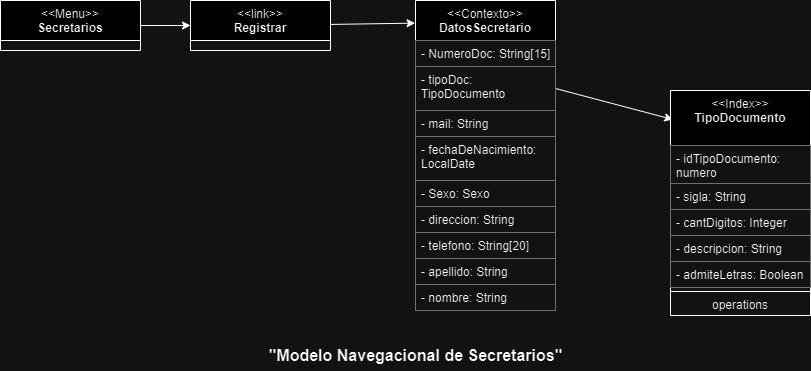 <<Menu>>
Secretarios
<<link>>
Registrar
<<Contexto>>
DatosSecretario
- NumeroDoc: String[15]
- tipoDoc:
TipoDocumento
- mail: String
- fechaDeNacimiento:
LocalDate
- Sexo: Sexo
- direccion: String
- telefono: String[20]
- apellido: String
- nombre: String
<<Index>>
TipoDocumento
- idTipoDocumento:
numero
- sigla: String
- cantDigitos: Integer
- descripcion: String
- admiteLetras: Boolean
operations
"Modelo Navegacional de Secretarios"